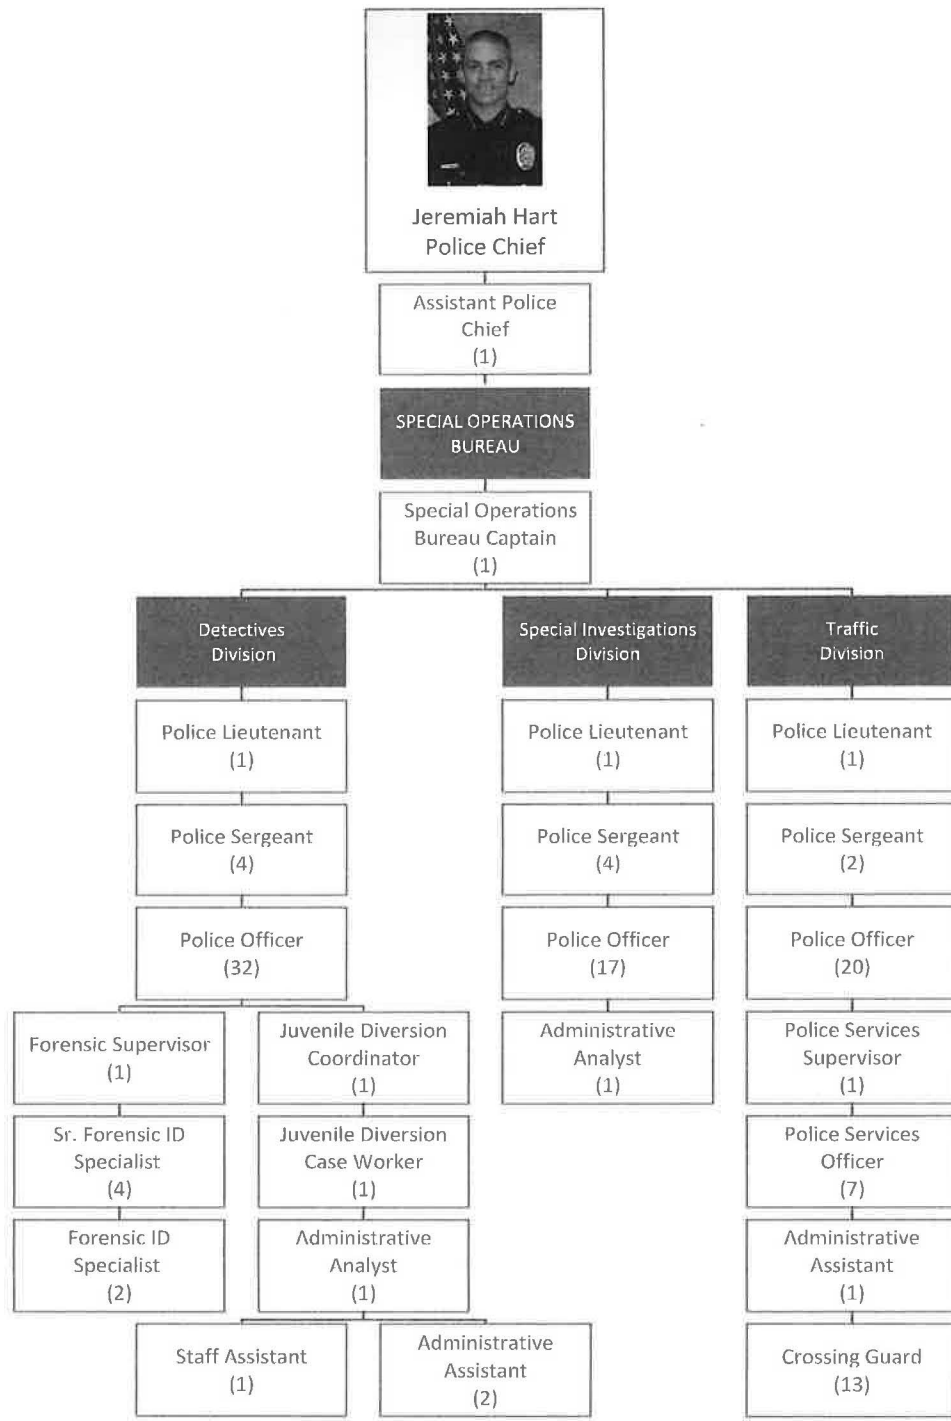 Jeremiah Hart
Police Chief
Assistant Police
Chief
(1)
SPECIAL OPERATIONS
BUREAU
Special Operations
Bureau Captain
(1)
Detectives
Division
Police Lieutenant
(1)
Police Sergeant
(4)
Police Officer
(32)
Forensic Supervisor
(1)
Sr. Forensic ID
Specialist
(4)
Forensic ID
Specialist
(2)
Juvenile Diversion
Coordinator
(1)
Juvenile Diversion
Case Worker
(1)
Administrative
Analyst
(1)
Staff Assistant
(1)
Administrative
Assistant
(2)
Special Investigations
Division
Police Lieutenant
(1)
Police Sergeant
(4)
Police Officer
(17)
Administrative
Analyst
(1)
Traffic
Division
Police Lieutenant
(1)
Police Sergeant
(2)
Police Officer
(20)
Police Services
Supervisor
(1)
Police Services
Officer
(7)
Administrative
Assistant
(1)
Crossing Guard
(13)